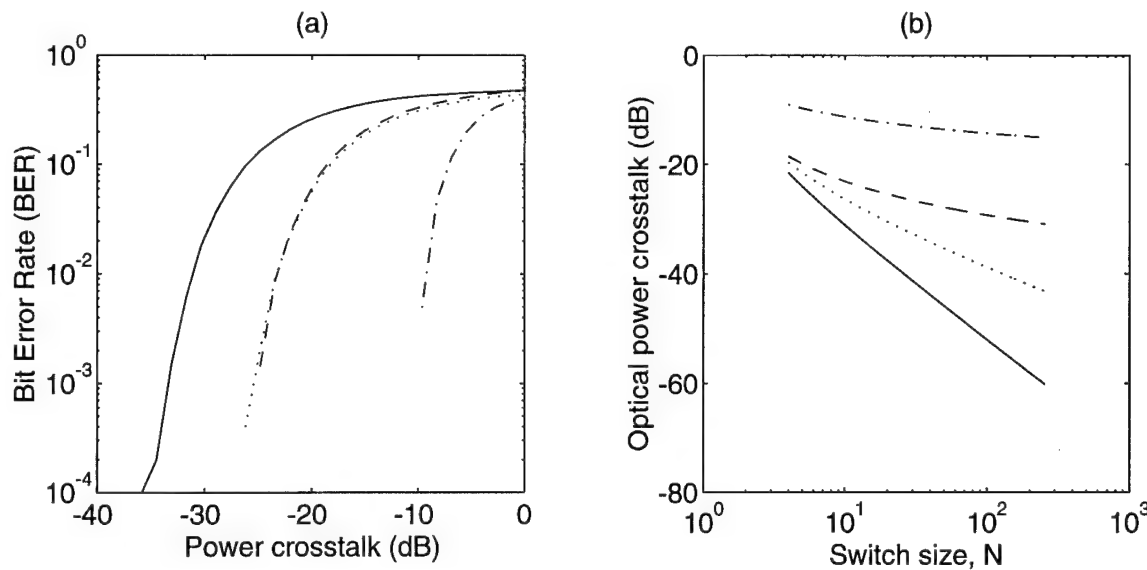 (a)
Bit Error Rate (BER)
10^0
10^-1
10^-2
10^-3
10^-4
-40 -30 -20 -10 0
Power crosstalk (dB)
(b)
Optical power crosstalk (dB)
0
-20
-40
-60
-80
10^0 10^1 10^2 10^3
Switch size, N